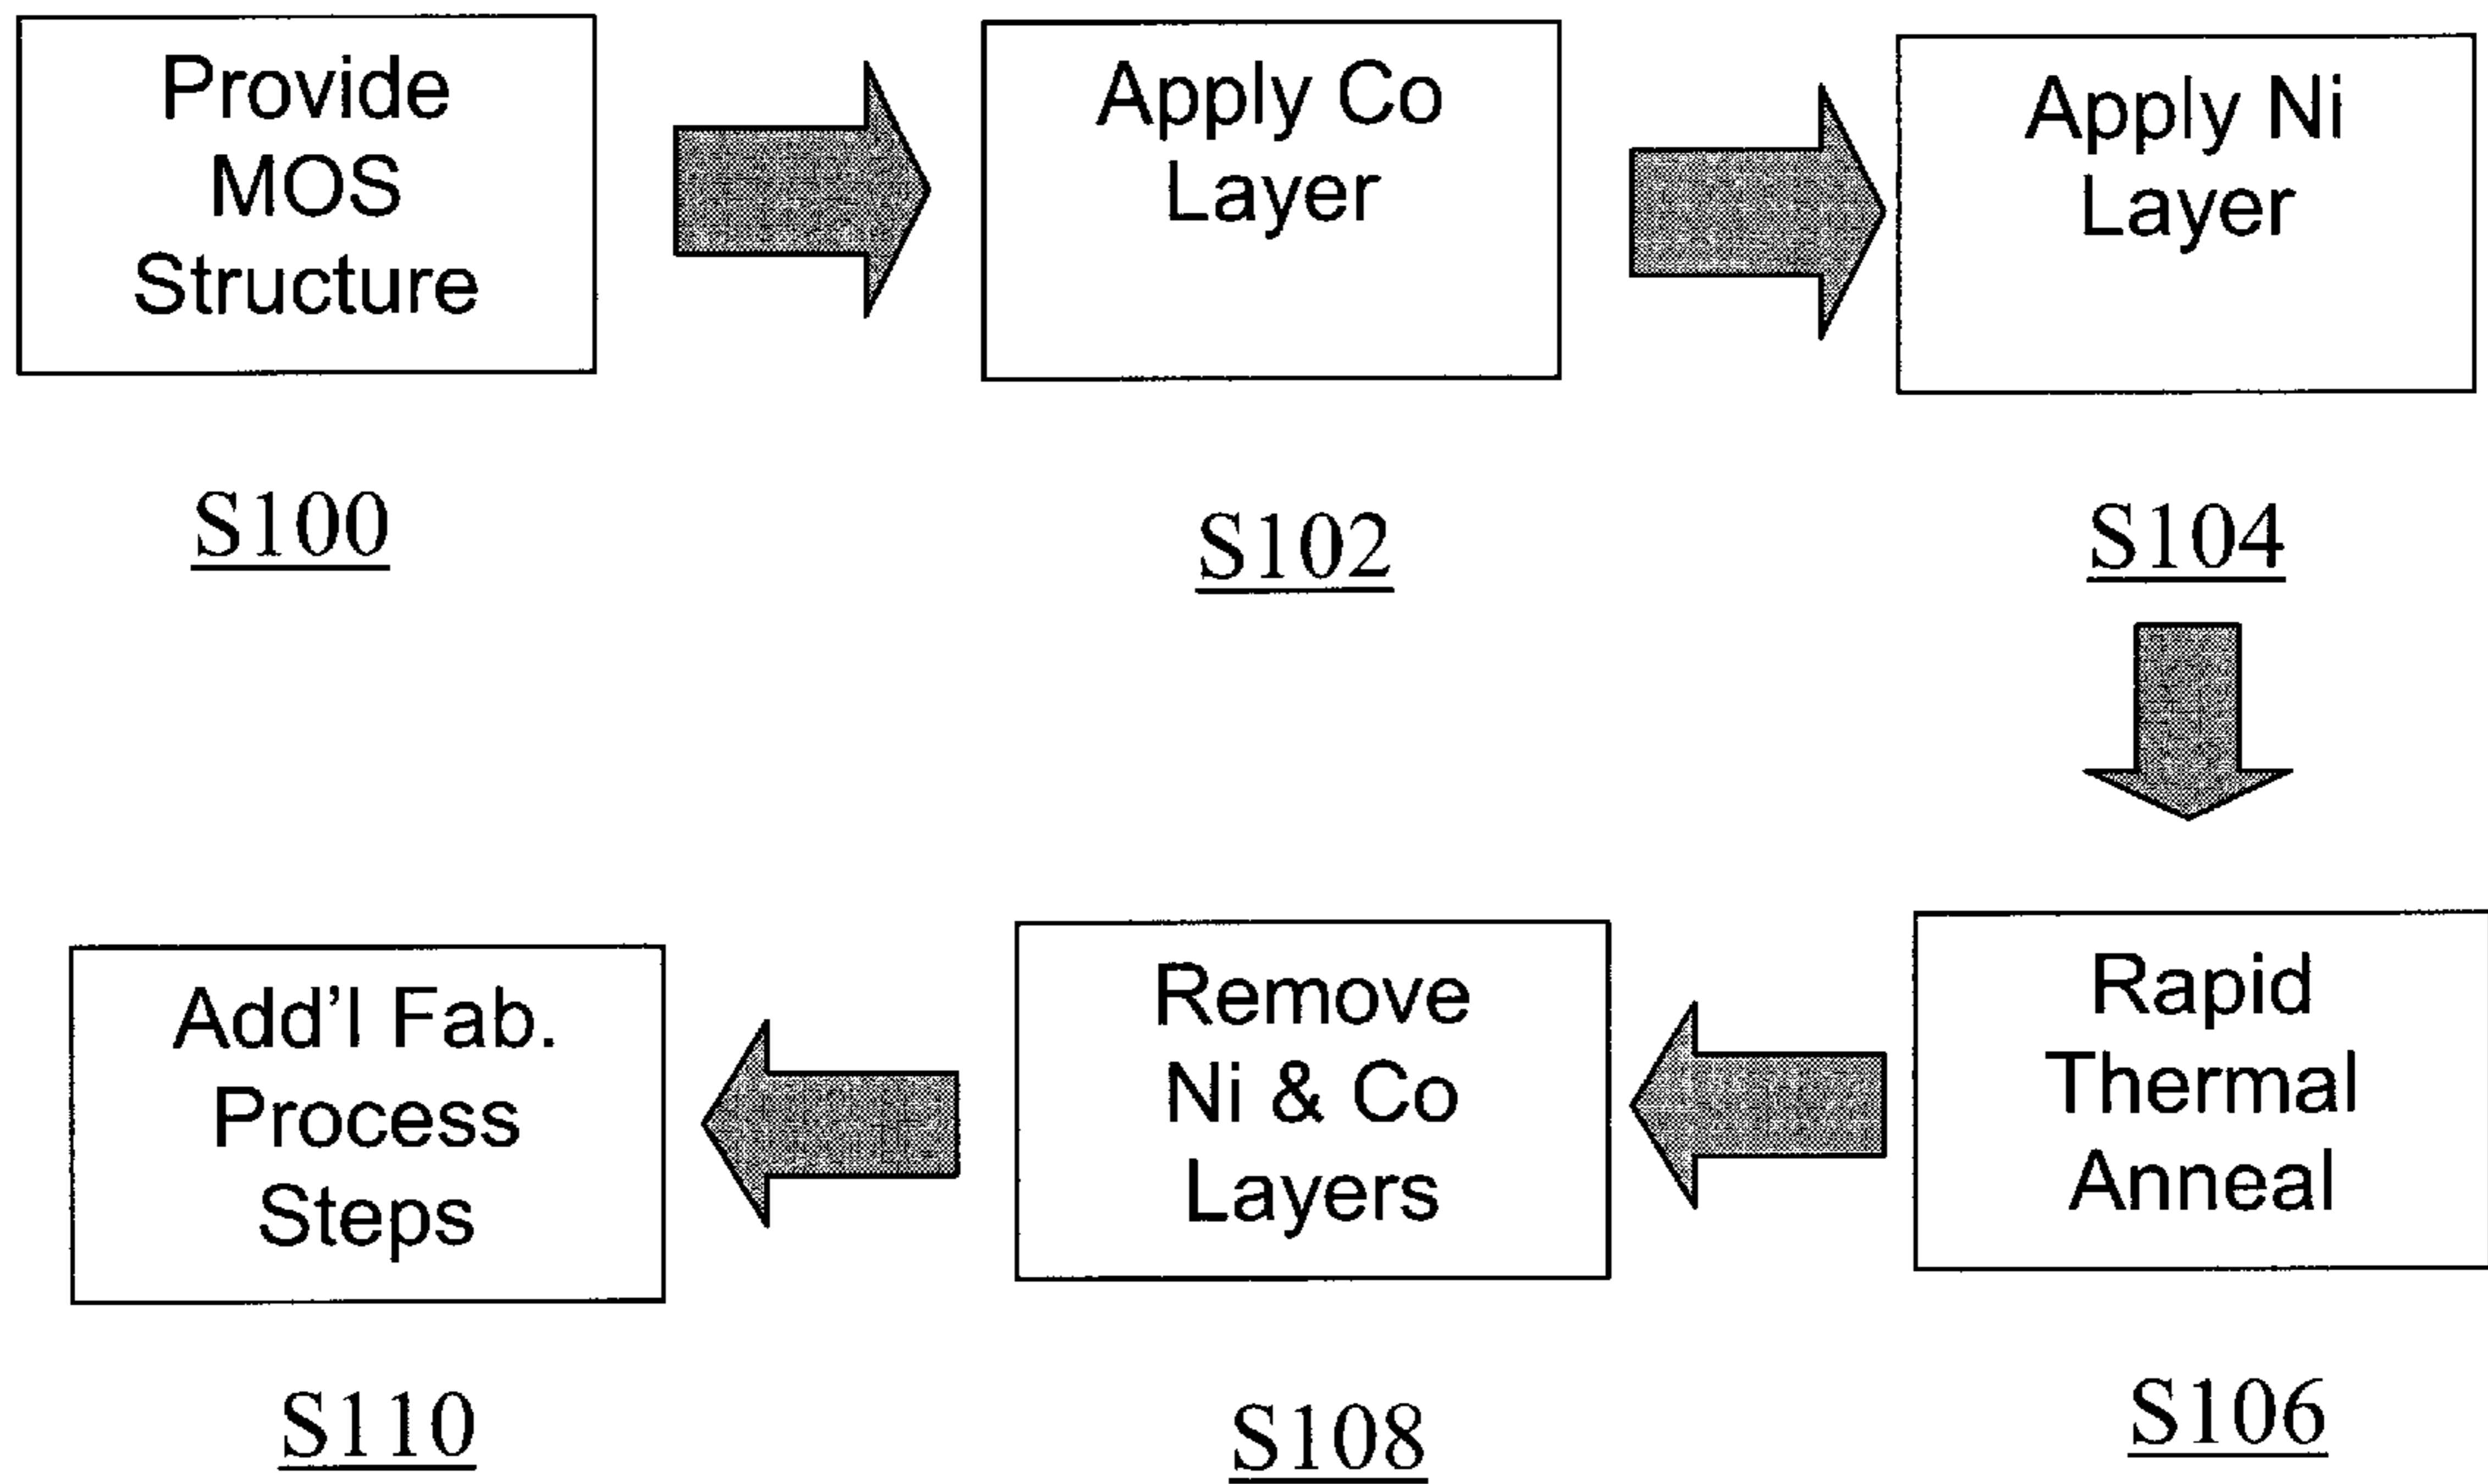 Provide
MOS
Structure
S100
Apply Co
Layer
S102
Apply Ni
Layer
S104
Rapid
Thermal
Anneal
S106
Remove
Ni & Co
Layers
S108
Add'l Fab.
Process
Steps
S110